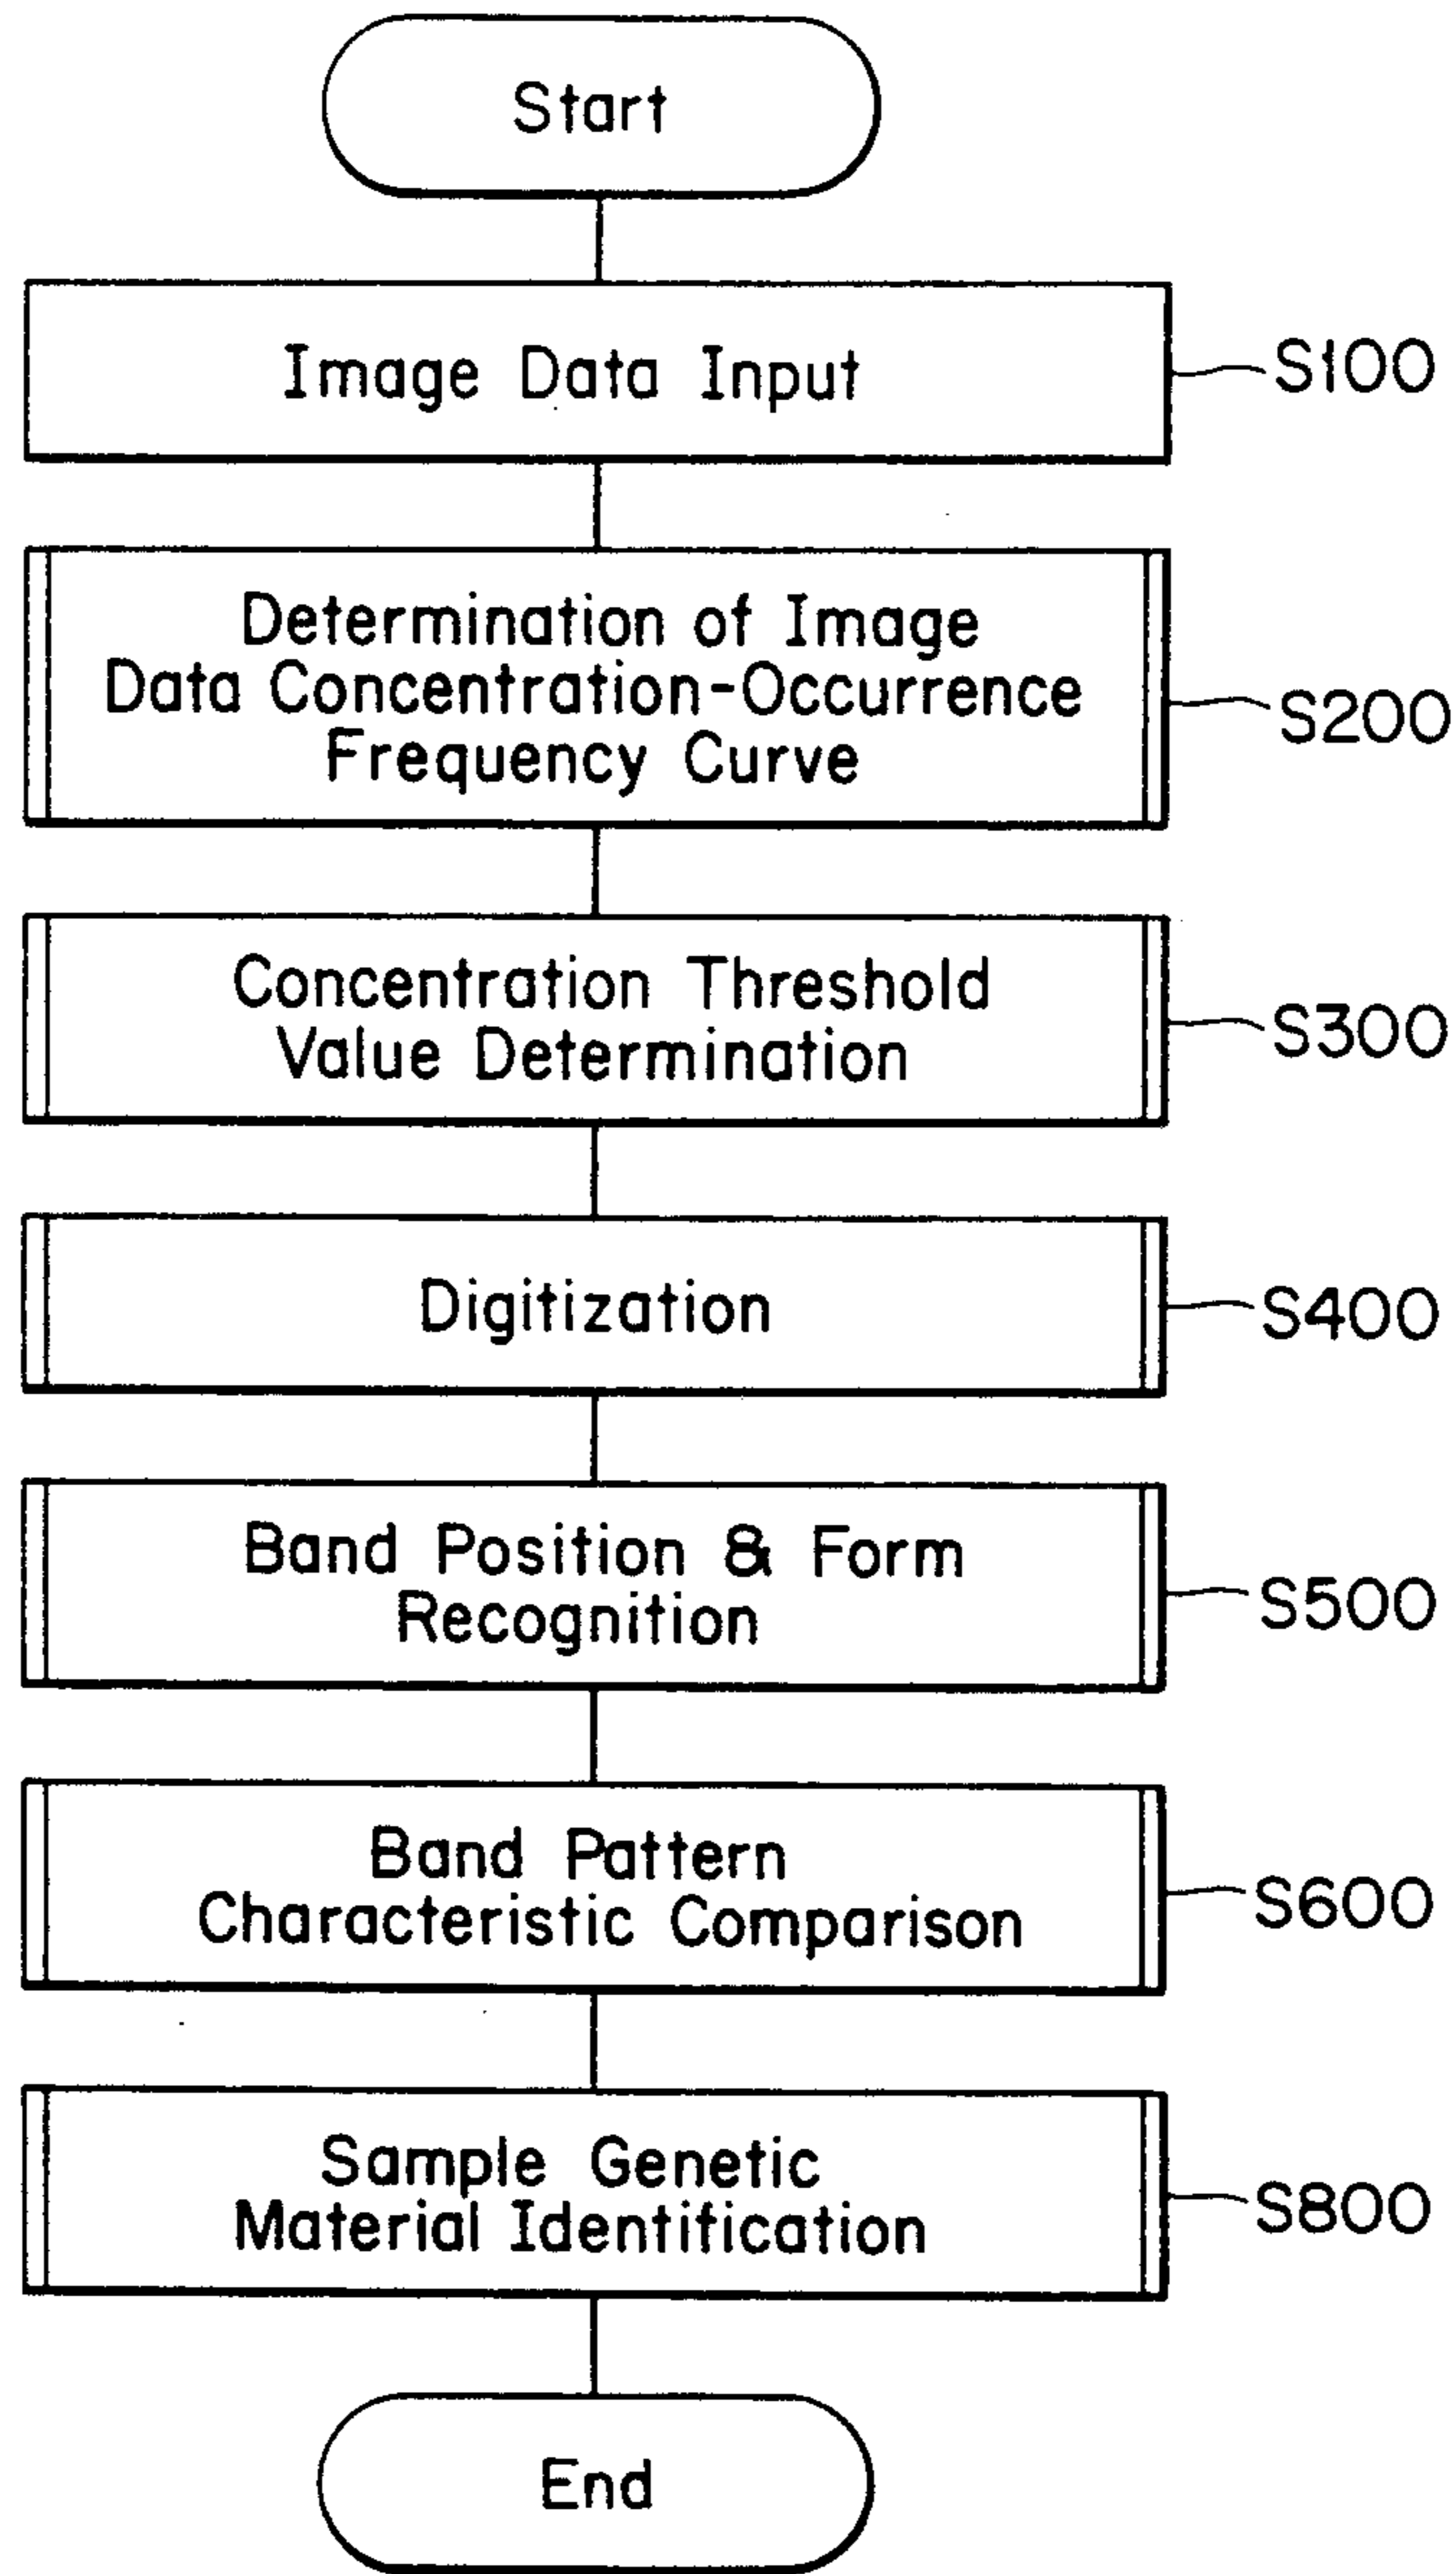 Start
Image Data Input
S100
Determination of Image
Data Concentration-Occurrence
Frequency Curve
S200
Concentration Threshold
Value Determination
S300
Digitization
S400
Band Position & Form
Recognition
S500
Band Pattern
Characteristic Comparison
S600
Sample Genetic
Material Identification
S800
End